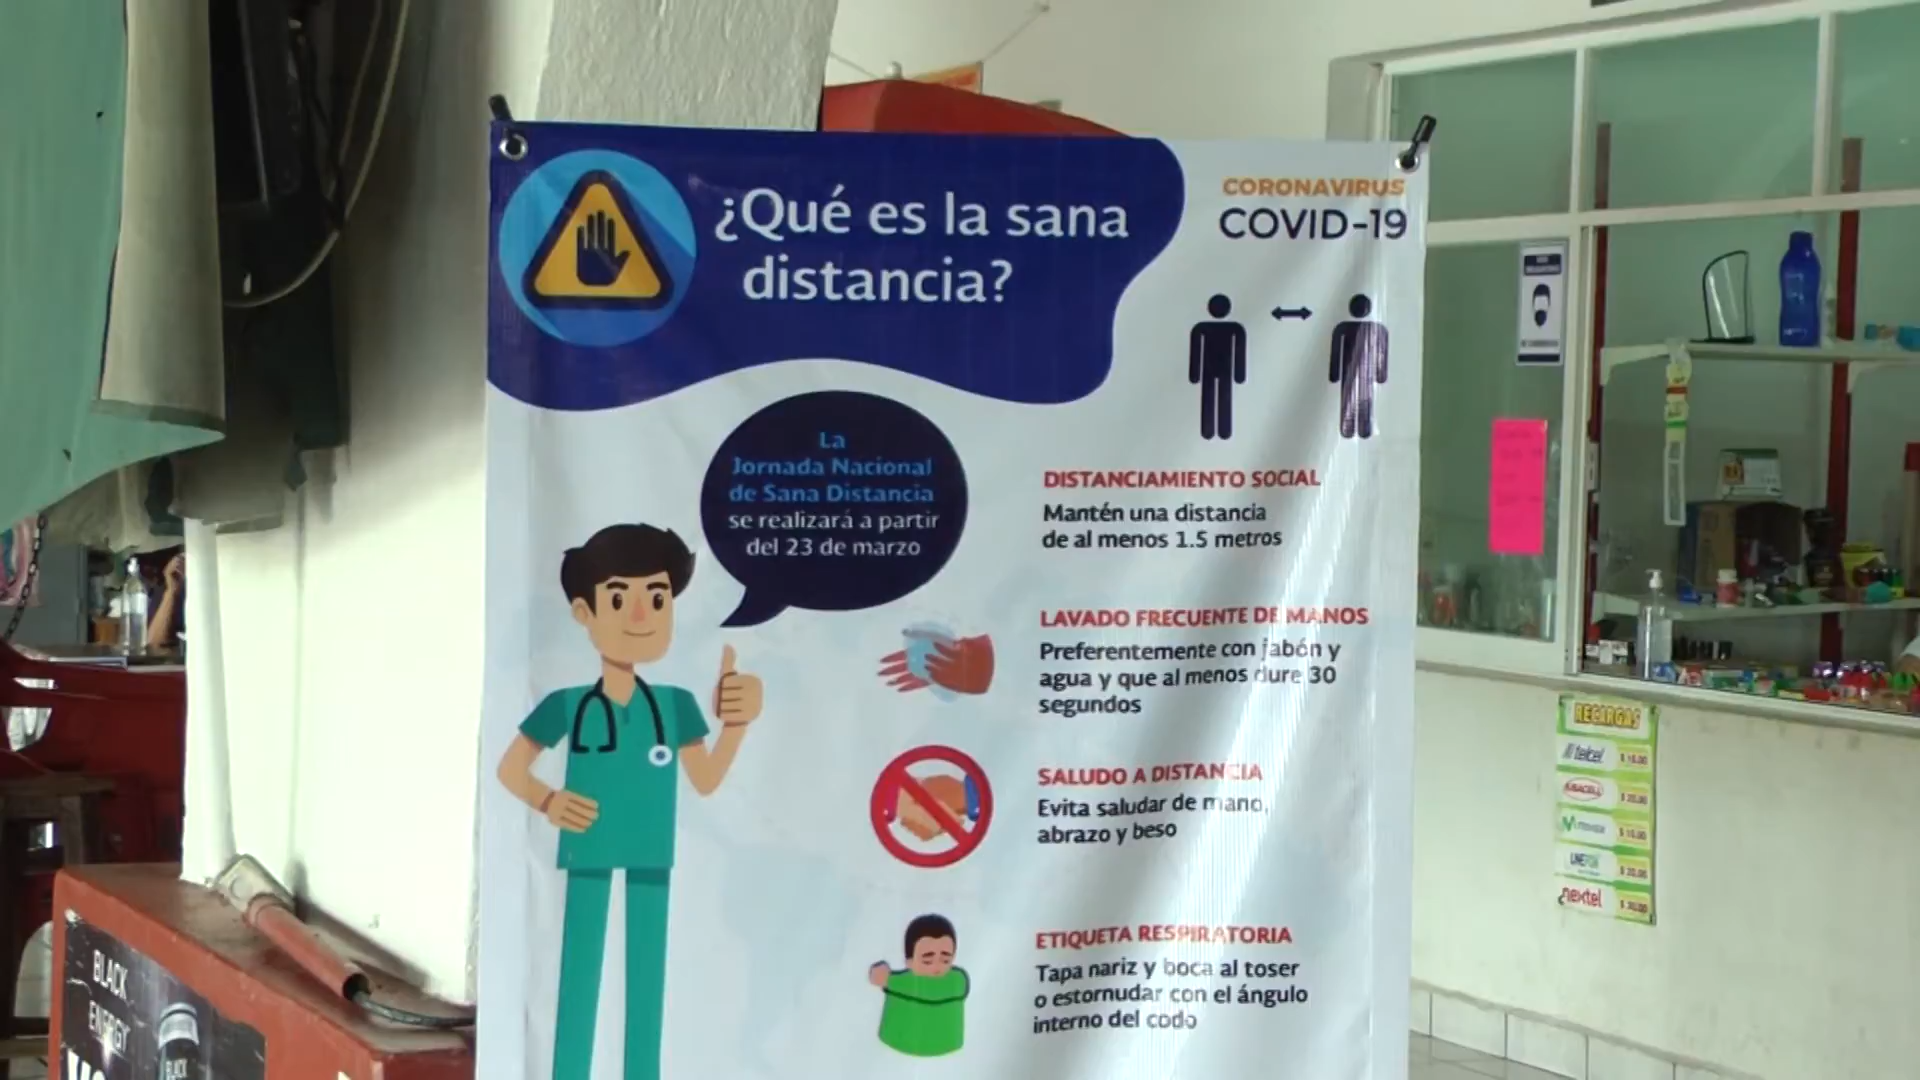 ¿Qué es la sana
distancia?
CORONAVIRUS
COVID-19
La
Jornada Nacional
de Sana Distancia
se realizará a partir
del 23 de marzo
DISTANCIAMIENTO SOCIAL
Mantén una distancia
de al menos 1.5 metros
LAVADO FRECUENTE DE MANOS
Preferentemente con jabón y
agua y que al menos dure 30
segundos
SALUDO A DISTANCIA
Evita saludar de mano,
abrazo y beso
ETIQUETA RESPIRATORIA
Tapa nariz y boca al toser
o estornudar con el ángulo
interno del codo
RECARGAS
telcel
movistar
UNEFON
nextel
BLACK
ENERGY
BLACK